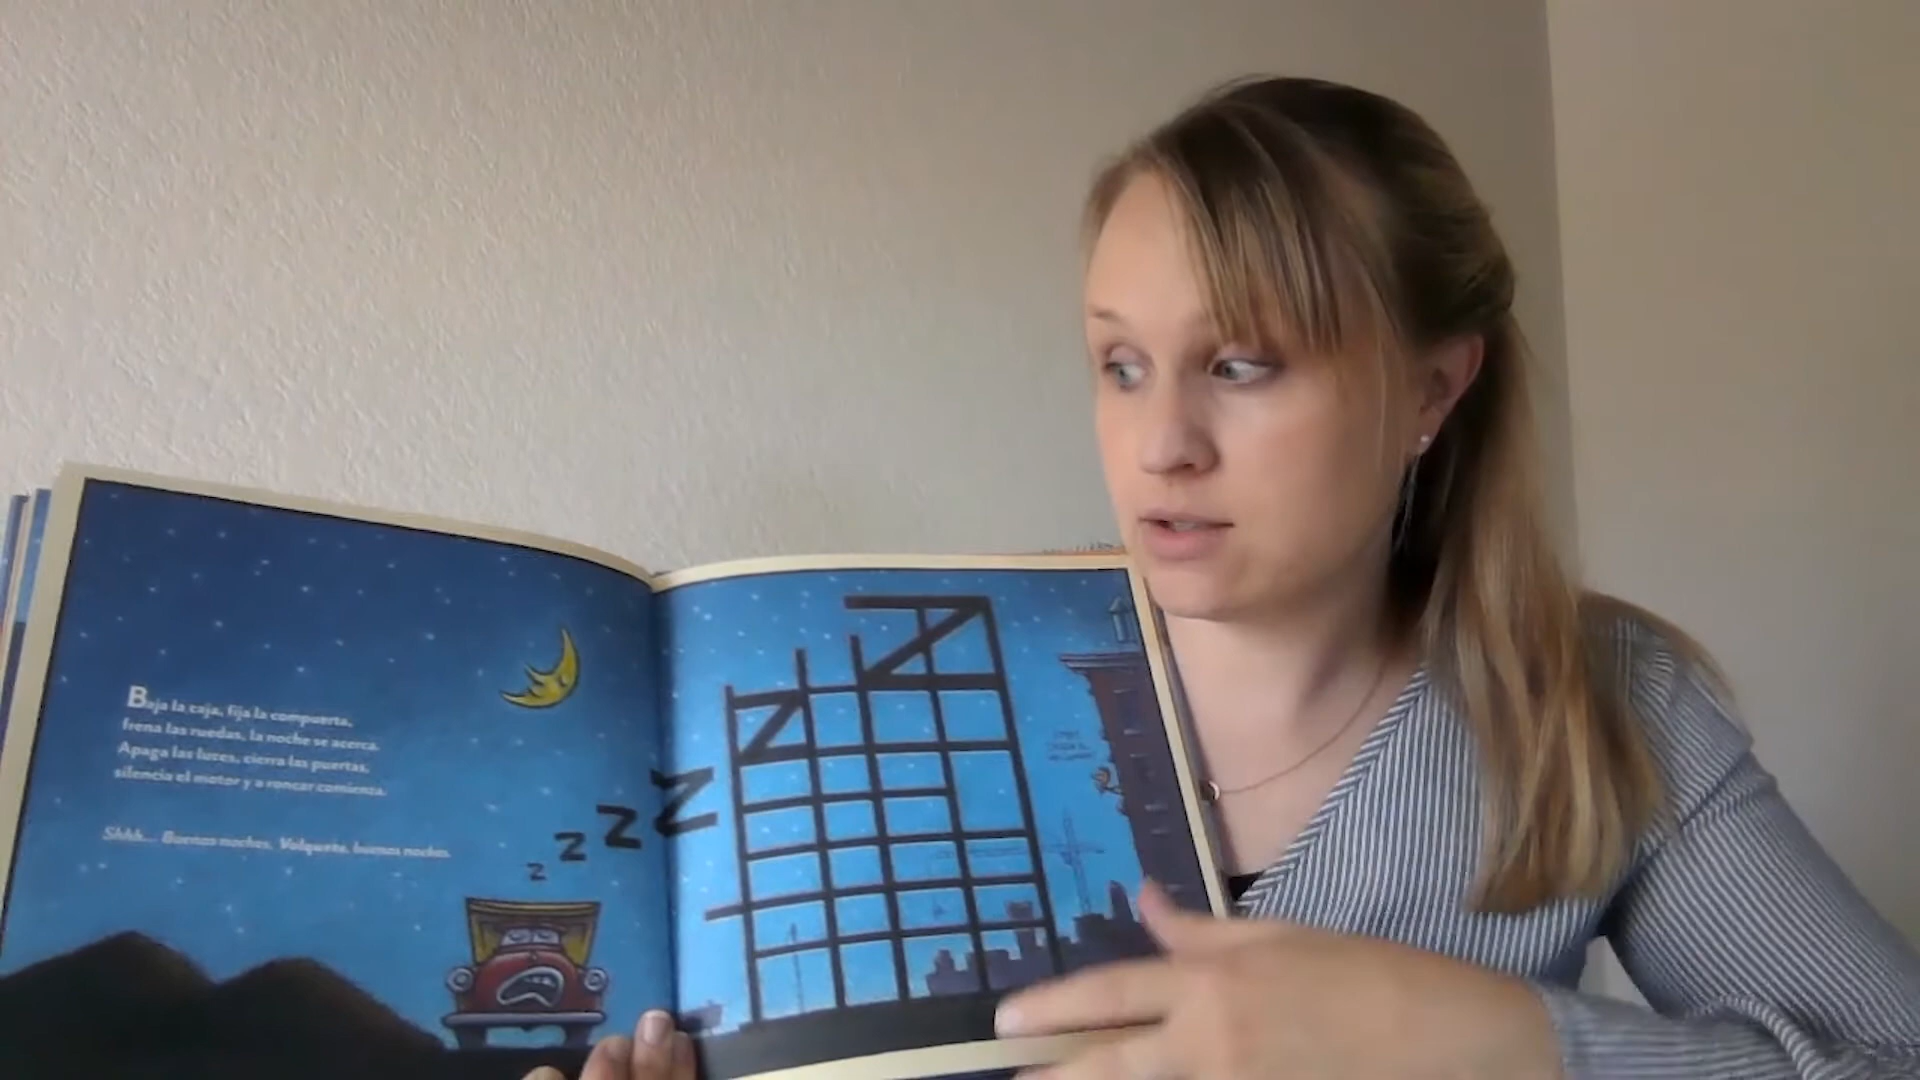 Baja la caja, fija la compuerta,
frena las ruedas, la noche se acerca.
Apaga las luces, cierra las puertas,
silencia el motor y a roncar comienza.
Shhh... Buenas noches, Volquete, buenas noches.
z z z z